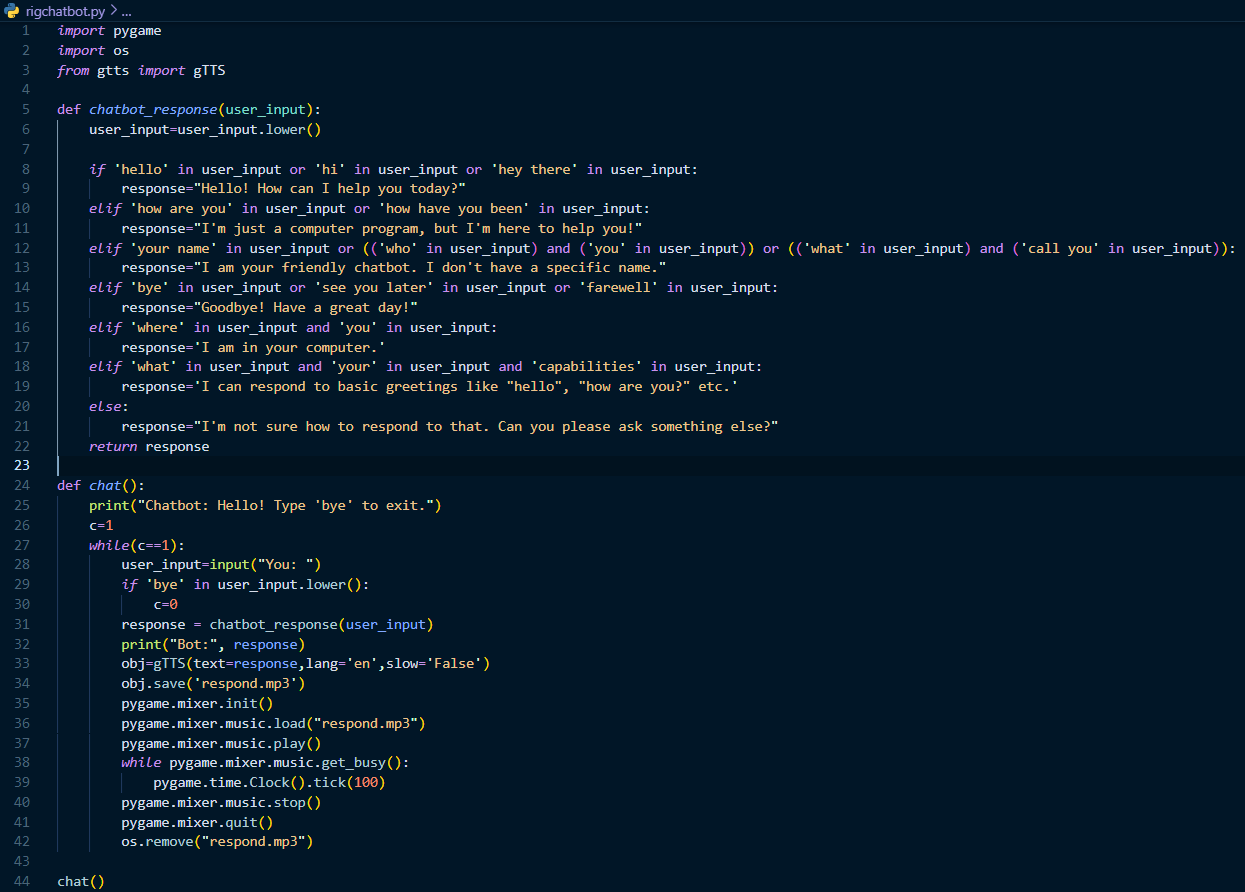 rigchatbot.py > ...
1 import pygame
2 import os
3 from gtts import gTTS
4
5 def chatbot_response(user_input):
6     user_input=user_input.lower()
7
8     if 'hello' in user_input or 'hi' in user_input or 'hey there' in user_input:
9         response="Hello! How can I help you today?"
10     elif 'how are you' in user_input or 'how have you been' in user_input:
11         response="I'm just a computer program, but I'm here to help you!"
12     elif 'your name' in user_input or (('who' in user_input) and ('you' in user_input)) or (('what' in user_input) and ('call you' in user_input)):
13         response="I am your friendly chatbot. I don't have a specific name."
14     elif 'bye' in user_input or 'see you later' in user_input or 'farewell' in user_input:
15         response="Goodbye! Have a great day!"
16     elif 'where' in user_input and 'you' in user_input:
17         response='I am in your computer.'
18     elif 'what' in user_input and 'your' in user_input and 'capabilities' in user_input:
19         response='I can respond to basic greetings like "hello", "how are you?" etc.'
20     else:
21         response="I'm not sure how to respond to that. Can you please ask something else?"
22     return response
23
24 def chat():
25     print("Chatbot: Hello! Type 'bye' to exit.")
26     c=1
27     while(c==1):
28         user_input=input("You: ")
29         if 'bye' in user_input.lower():
30             c=0
31         response = chatbot_response(user_input)
32         print("Bot:", response)
33         obj=gTTS(text=response,lang='en',slow='False')
34         obj.save('respond.mp3')
35         pygame.mixer.init()
36         pygame.mixer.music.load("respond.mp3")
37         pygame.mixer.music.play()
38         while pygame.mixer.music.get_busy():
39             pygame.time.Clock().tick(100)
40         pygame.mixer.music.stop()
41         pygame.mixer.quit()
42         os.remove("respond.mp3")
43
44 chat()